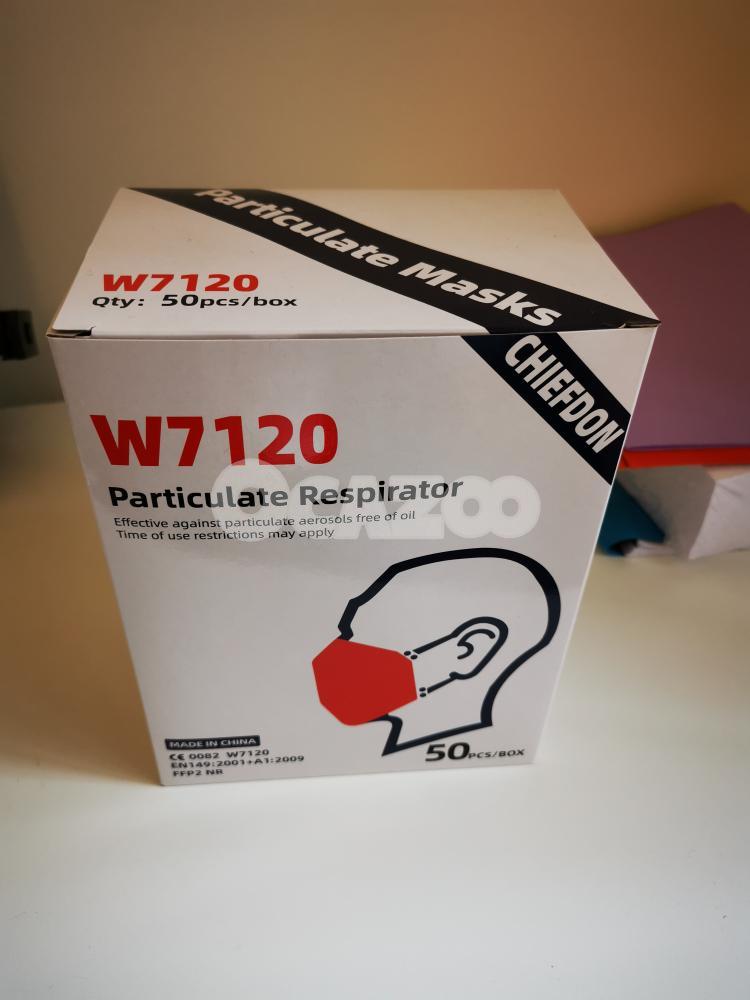 Particulate Masks
W7120
Qty: 50pcs/box
CHIEFDON
W7120
Particulate Respirator
OCAZOO
Effective against particulate aerosols free of oil
Time of use restrictions may apply
MADE IN CHINA
CE 0082 W7120
EN149:2001+A1:2009
FFP2 NR
50PCS/BOX